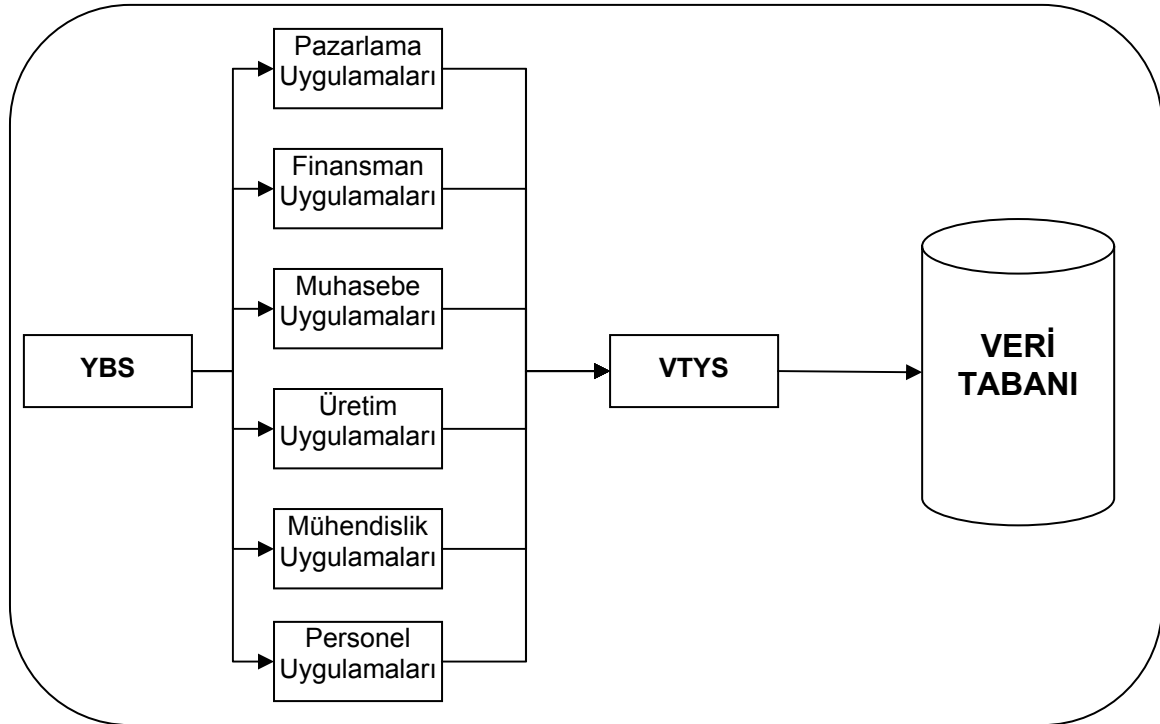 Pazarlama
Uygulamaları
Finansman
Uygulamaları
Muhasebe
Uygulamaları
YBS
VTYS
VERİ
TABANI
Üretim
Uygulamaları
Mühendislik
Uygulamaları
Personel
Uygulamaları